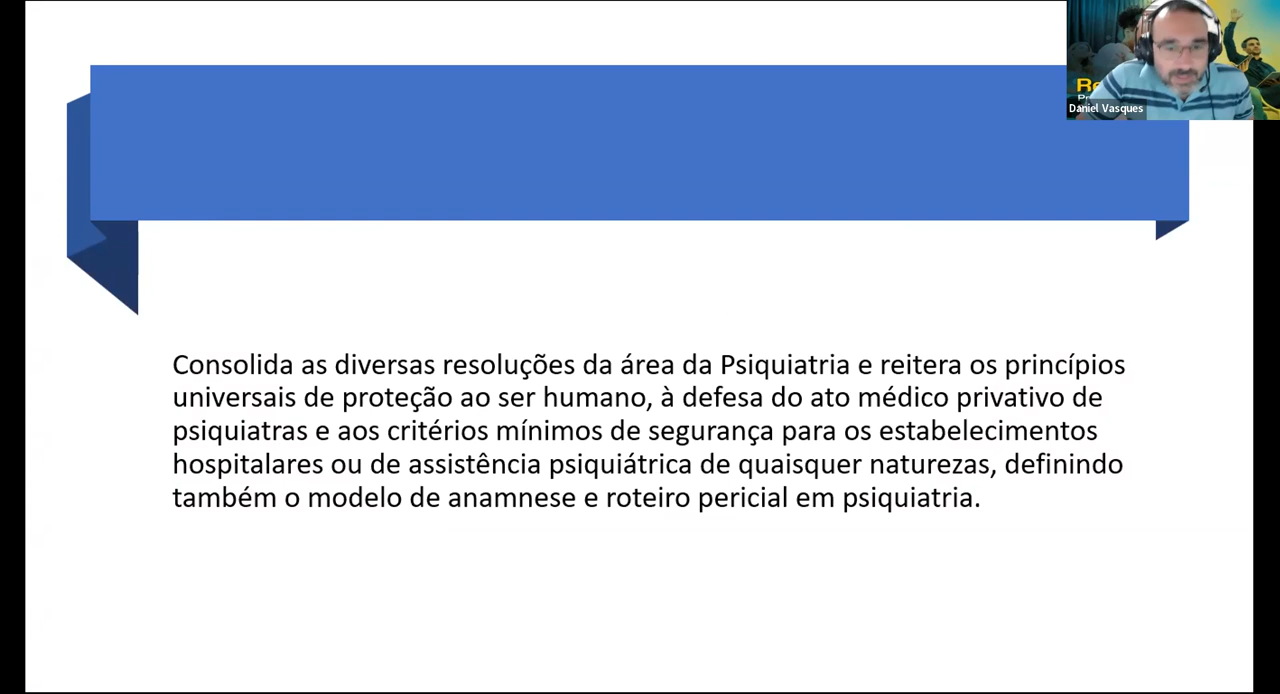 Daniel Vasques
Consolida as diversas resoluções da área da Psiquiatria e reitera os princípios
universais de proteção ao ser humano, à defesa do ato médico privativo de
psiquiatras e aos critérios mínimos de segurança para os estabelecimentos
hospitalares ou de assistência psiquiátrica de quaisquer naturezas, definindo
também o modelo de anamnese e roteiro pericial em psiquiatria.